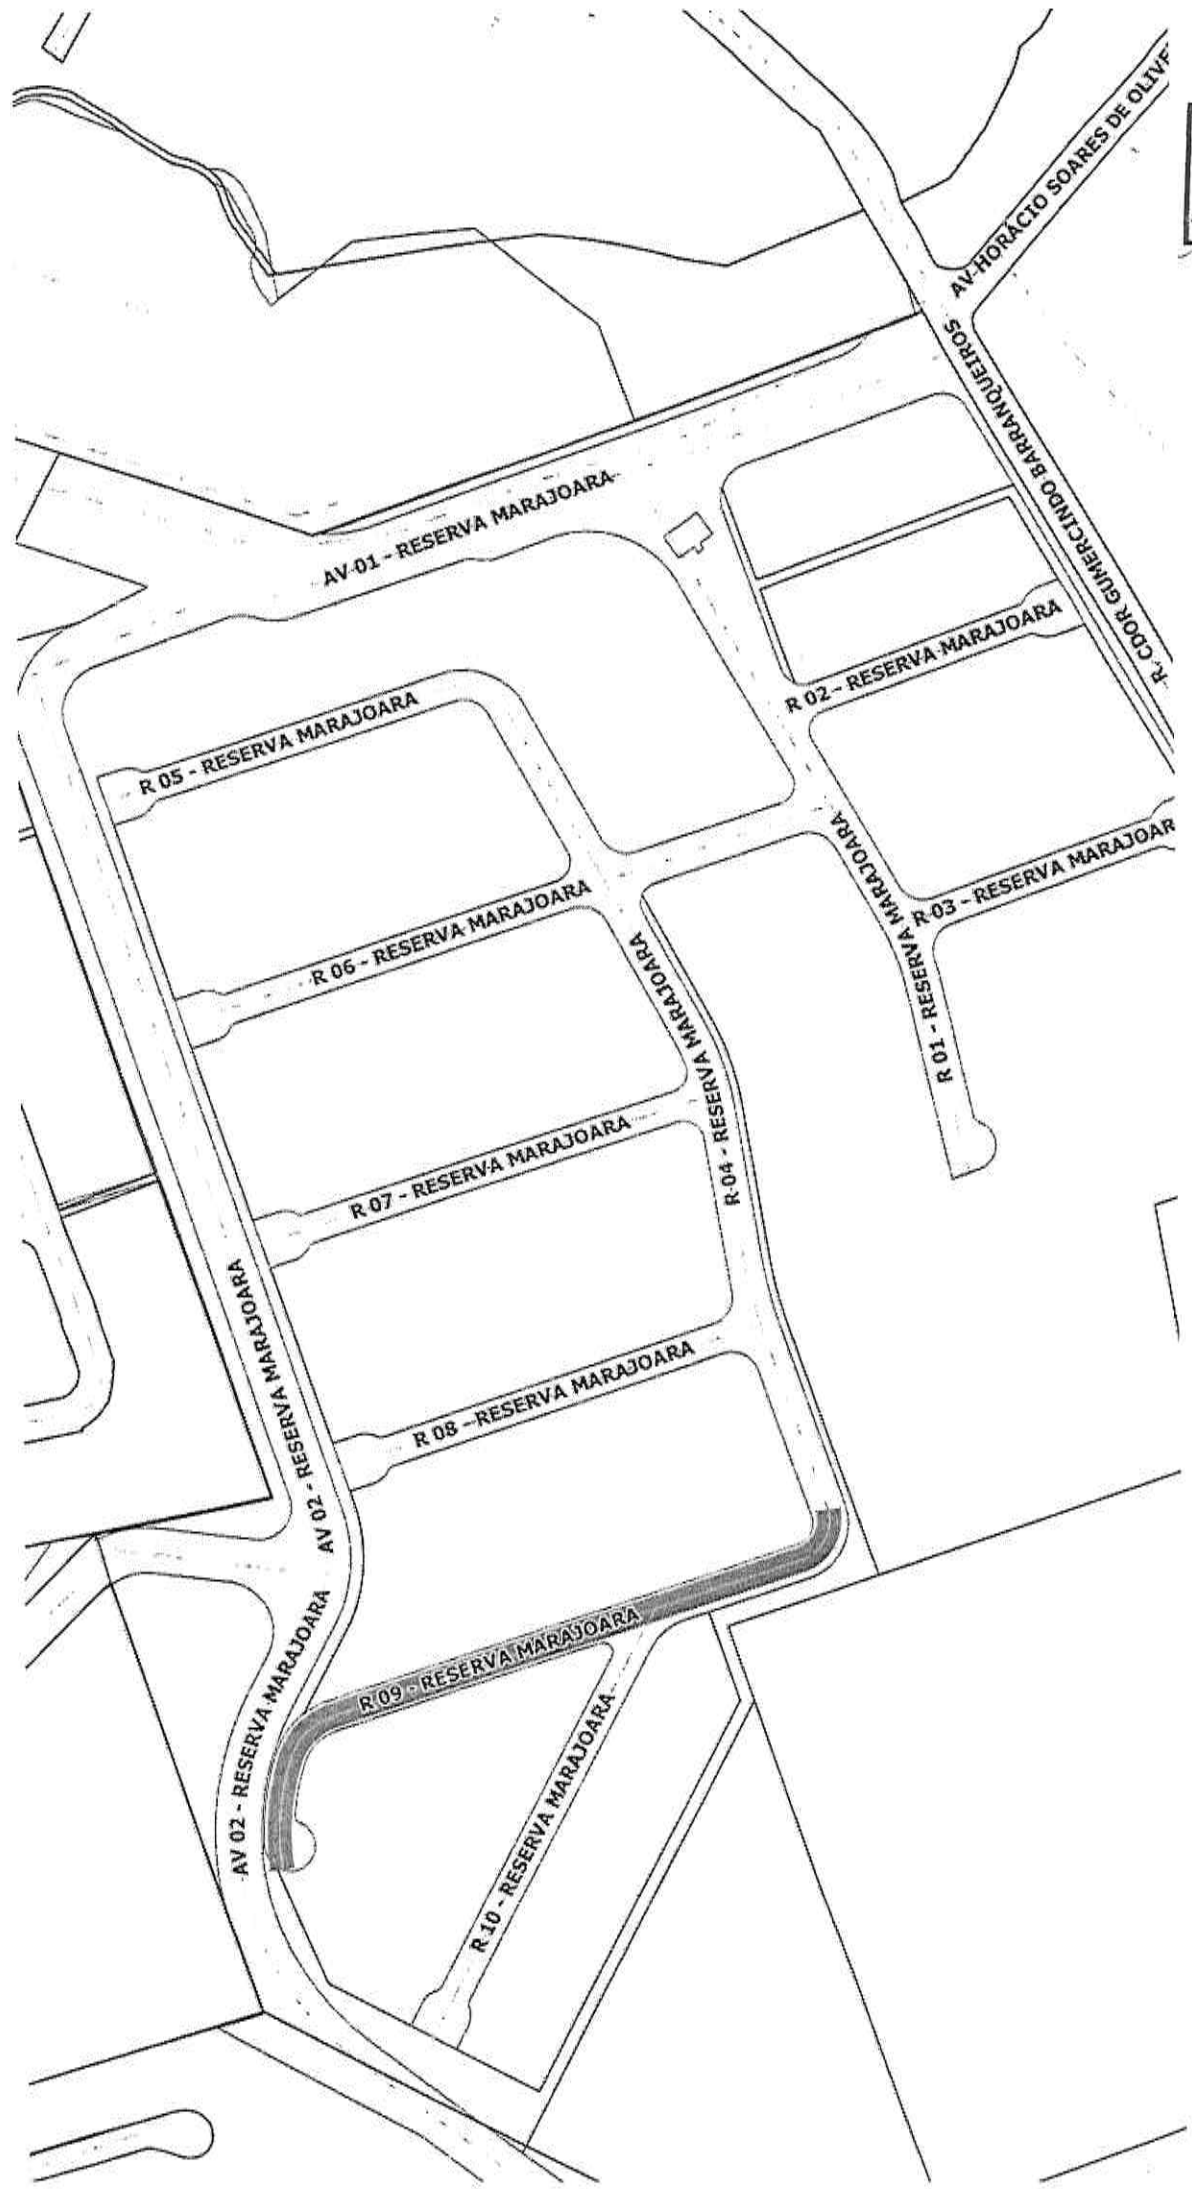 AV HORÁCIO SOARES DE OLIVE
R. CDOR GUMERCINDO BARRANQUEIROS
AV 01 - RESERVA MARAJOARA
R 02 - RESERVA MARAJOARA
R 05 - RESERVA MARAJOARA
R 03 - RESERVA MARAJOAR
R 06 - RESERVA MARAJOARA
R 01 - RESERVA MARAJOARA
R 04 - RESERVA MARAJOARA
R 07 - RESERVA MARAJOARA
AV 02 - RESERVA MARAJOARA
R 08 - RESERVA MARAJOARA
AV 02 - RESERVA MARAJOARA
R 09 - RESERVA MARAJOARA
R 10 - RESERVA MARAJOARA